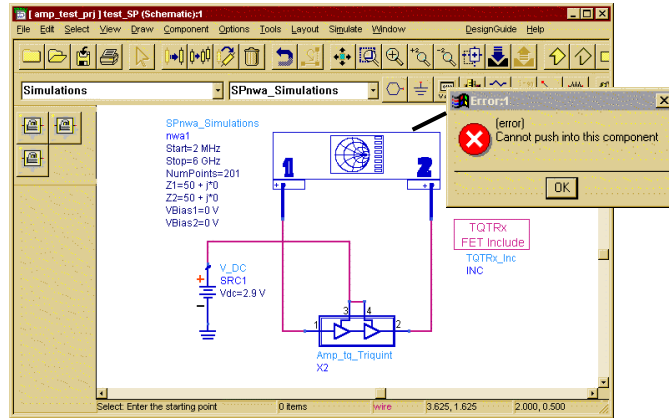 [ amp_test_prj ] test_SP (Schematic):1
File Edit Select View Draw Component Options Tools Layout Simulate Window DesignGuide Help
Simulations
SPnwa_Simulations
Error:1
(error)
Cannot push into this component
OK
SPnwa_Simulations
nwa1
Start=2 MHz
Stop=6 GHz
NumPoints=201
Z1=50 + j*0
Z2=50 + j*0
VBias1=0 V
VBias2=0 V
1
2
TQTRx
FET Include
TQTRx_Inc
INC
V_DC
SRC1
Vdc=2.9 V
3 4
1 2
Amp_tq_Triquint
X2
Select: Enter the starting point 0 items wire 3.625, 1.625 2.000, 0.500